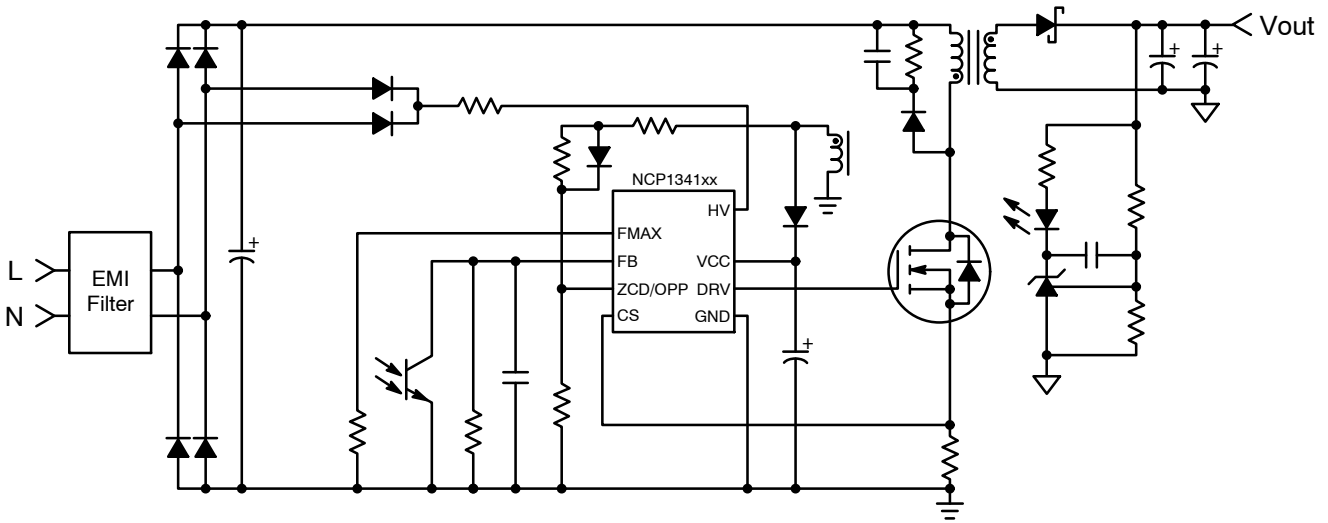 Vout
NCP1341xx
HV
FMAX
FB
VCC
ZCD/OPP
DRV
CS
GND
L
N
EMI
Filter
+
+
+
+